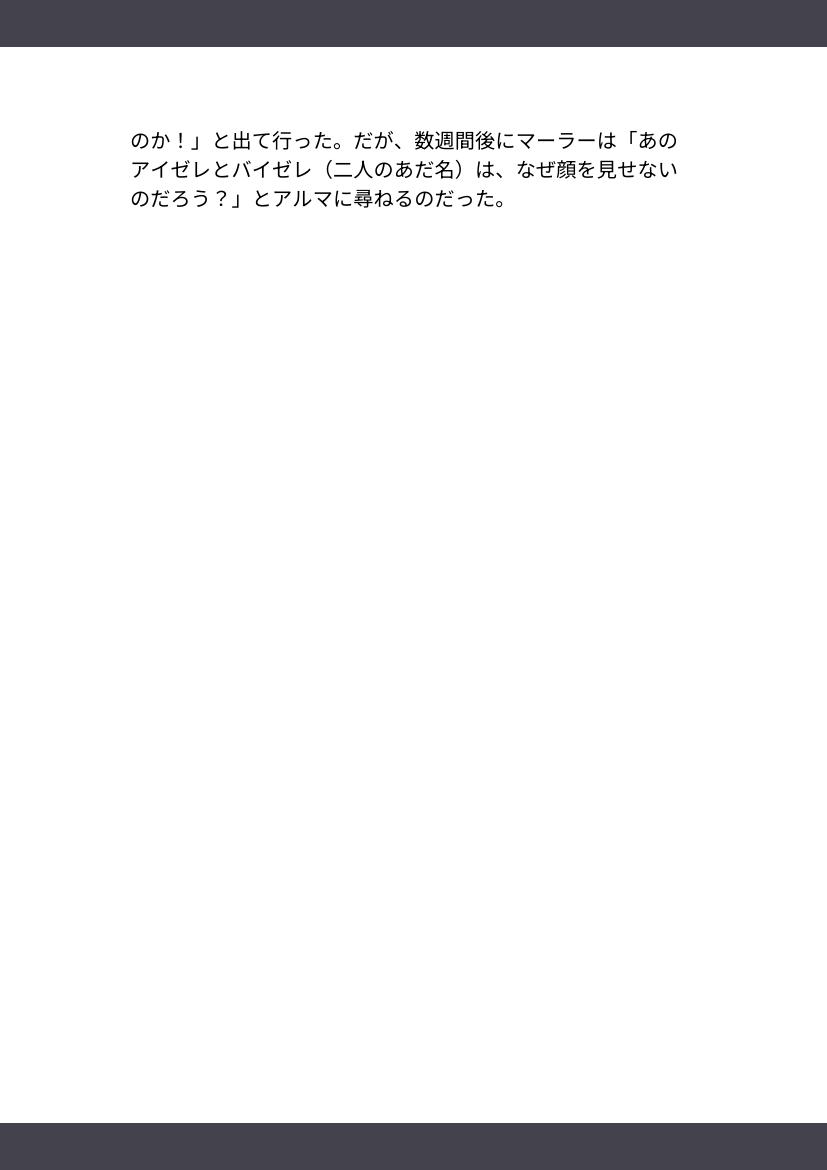 のか！」と出て行った。だが、数週間後にマーラーは「あの
アイゼレとバイゼレ（二人のあだ名）は、なぜ顔を見せない
のだろう？」とアルマに尋ねるのだった。